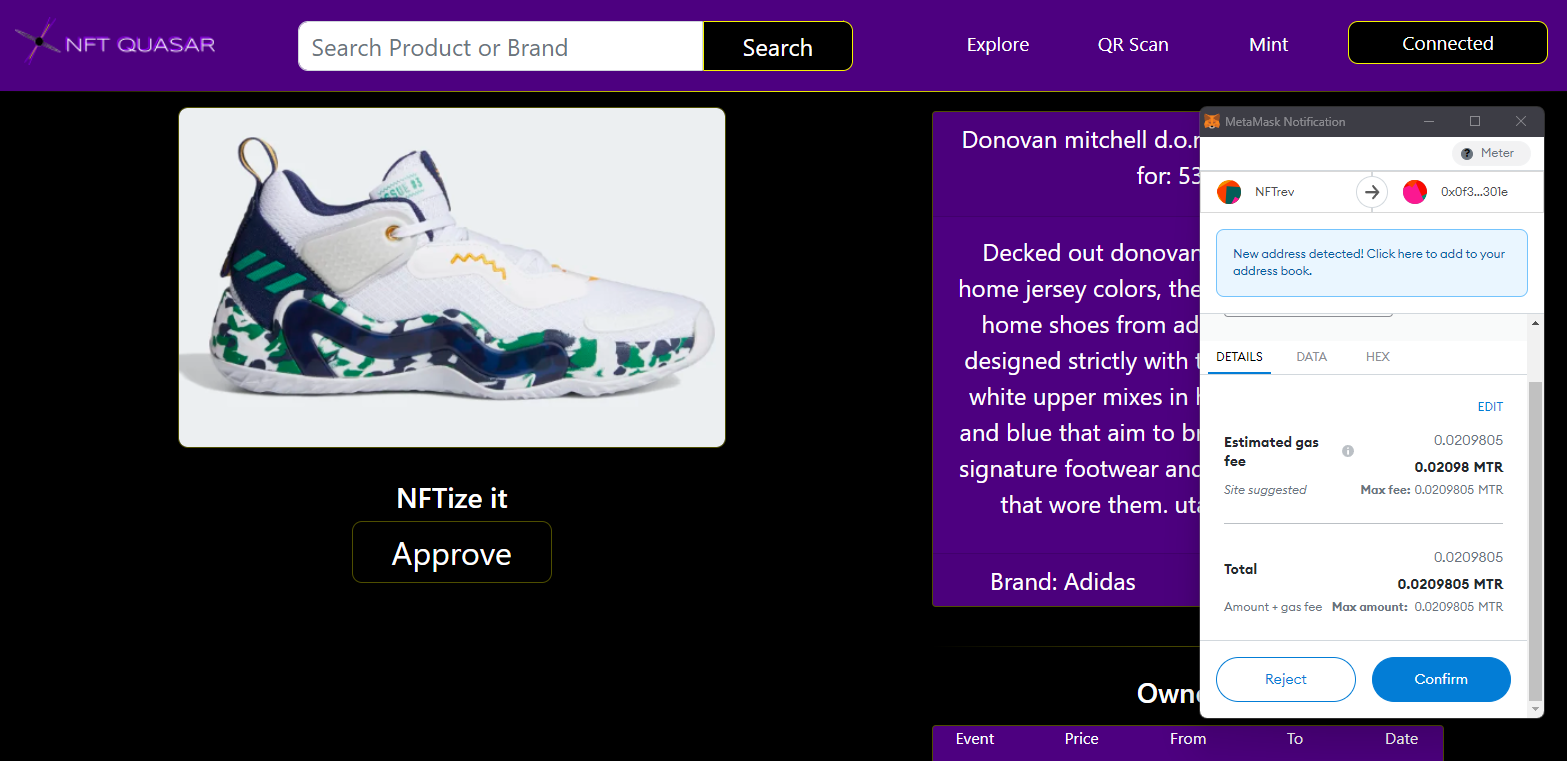 NFT QUASAR
Search Product or Brand
Search
Explore
QR Scan
Mint
Connected
ISSUE #3
NFTize it
Approve
Donovan mitchell d.o.
for: 53
Decked out donovan
home jersey colors, the
home shoes from ad
designed strictly with
white upper mixes in
and blue that aim to br
signature footwear and
that wore them. uta
Brand: Adidas
Own
Event
Price
From
To
Date
MetaMask Notification
Meter
NFTrev
0x0f3...301e
New address detected! Click here to add to your
address book.
DETAILS
DATA
HEX
EDIT
Estimated gas
fee
0.0209805
0.02098 MTR
Site suggested
Max fee: 0.0209805 MTR
Total
0.0209805
0.0209805 MTR
Amount + gas fee
Max amount: 0.0209805 MTR
Reject
Confirm